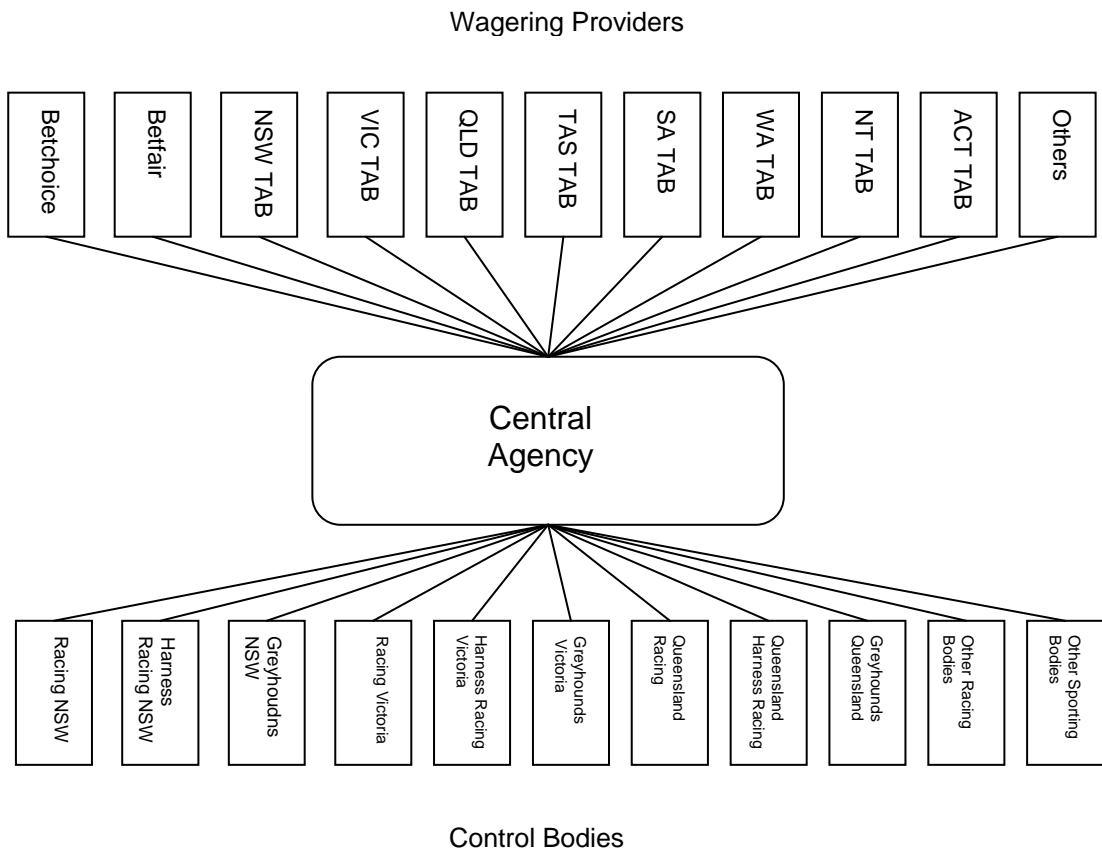 Wagering Providers
Betchoice
Betfair
NSW TAB
VIC TAB
QLD TAB
TAS TAB
SA TAB
WA TAB
NT TAB
ACT TAB
Others
Central
Agency
Racing NSW
Harness
Racing NSW
Greyhoudns
NSW
Racing Victoria
Harness Racing
Victoria
Greyhounds
Victoria
Queensland
Racing
Queensland
Harness Racing
Greyhounds
Queensland
Other Racing
Bodies
Other Sporting
Bodies
Control Bodies